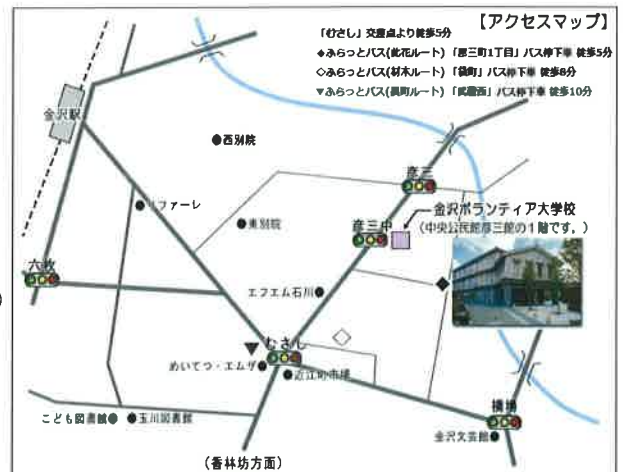 【アクセスマップ】
「むさし」交差点より徒歩5分
◆ふらっとバス(此花ルート)「彦三町1丁目」バス停下車 徒歩5分
◇ふらっとバス(材木ルート)「袋町」バス停下車 徒歩8分
▼ふらっとバス(長町ルート)「武蔵西」バス停下車 徒歩10分
金沢駅
●西別院
彦三
●リファーレ
●東別院
彦三中
金沢ボランティア大学校
(中央公民館彦三館の1階です。)
六枚
エフエム石川●
むさし
めいてつ・エムザ●
●近江町市場
こども図書館● ●玉川図書館
橋場
金沢文芸館●
(香林坊方面)